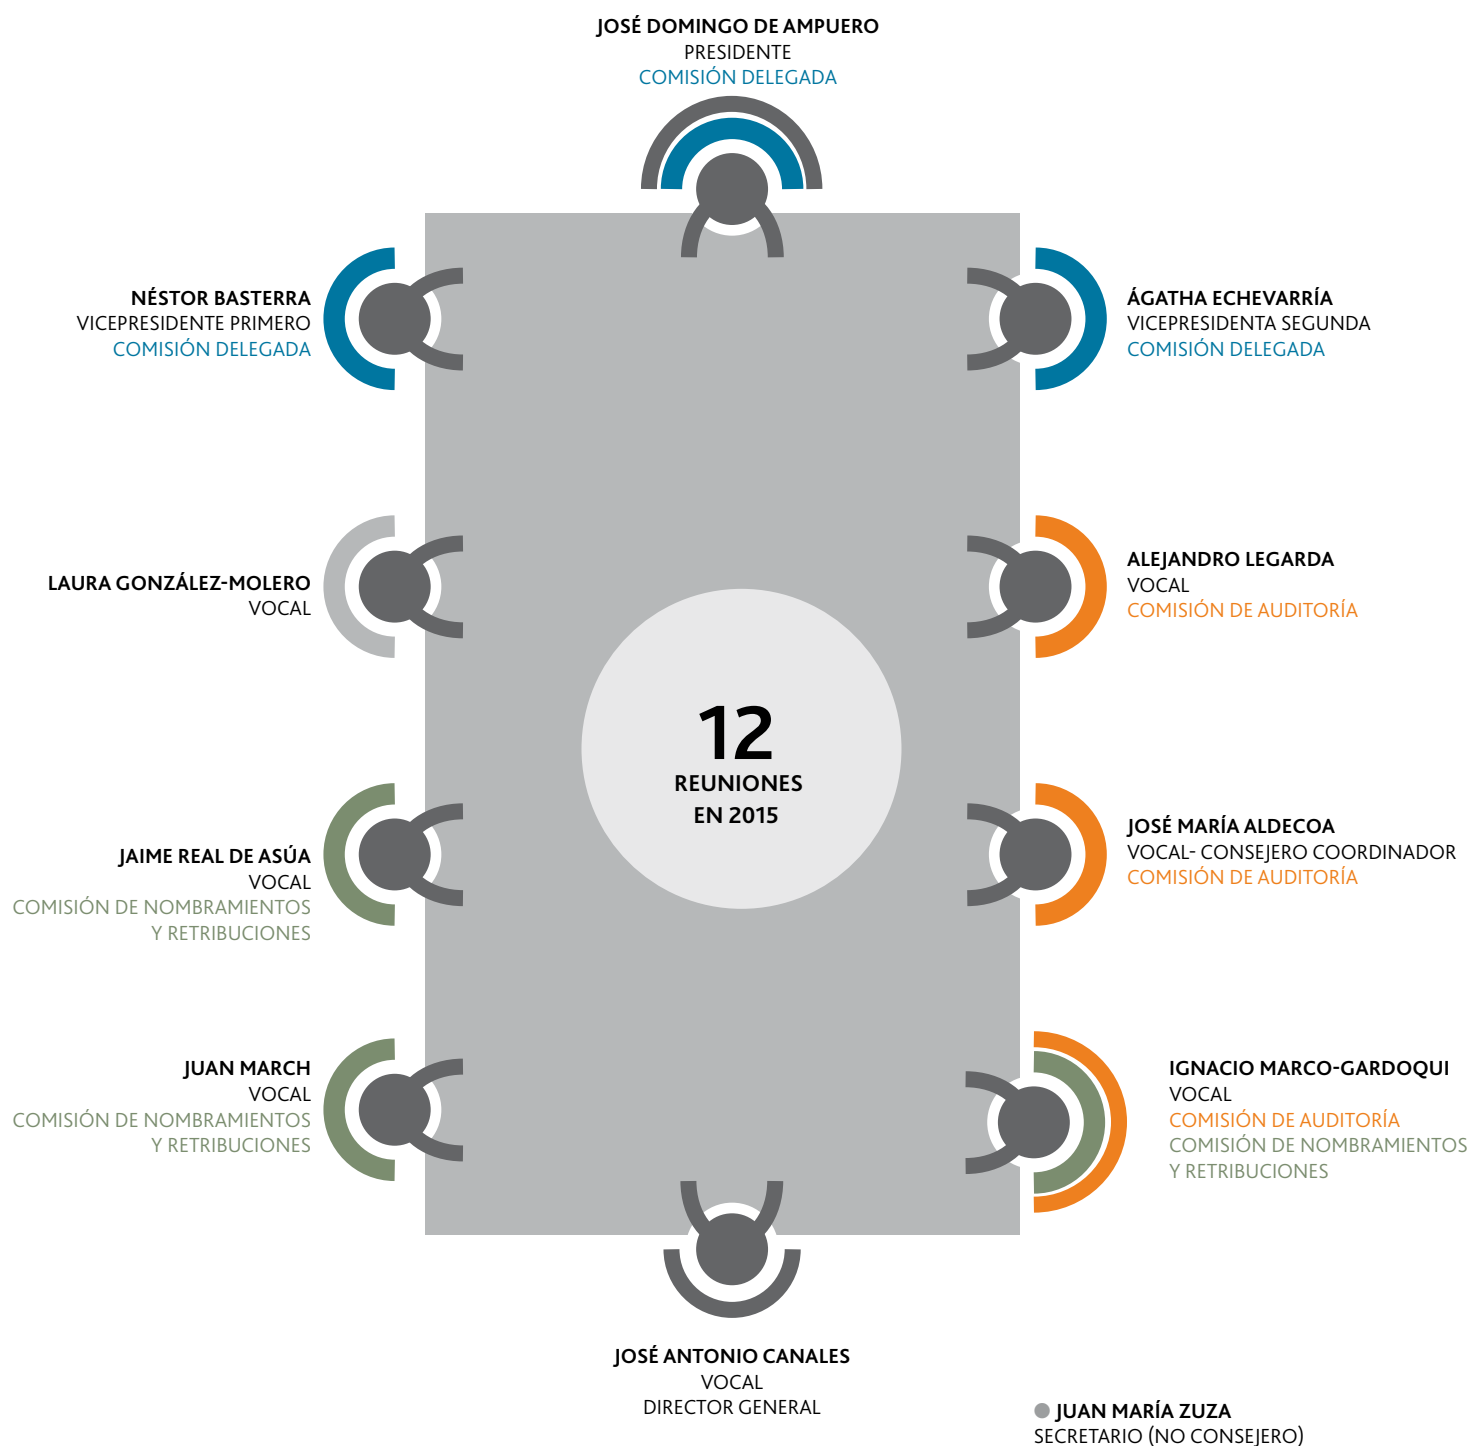 JOSÉ DOMINGO DE AMPUERO
PRESIDENTE
COMISIÓN DELEGADA
NÉSTOR BASTERRA
VICEPRESIDENTE PRIMERO
COMISIÓN DELEGADA
ÁGATHA ECHEVARRÍA
VICEPRESIDENTA SEGUNDA
COMISIÓN DELEGADA
LAURA GONZÁLEZ-MOLERO
VOCAL
ALEJANDRO LEGARDA
VOCAL
COMISIÓN DE AUDITORÍA
12
REUNIONES
EN 2015
JAIME REAL DE ASÚA
VOCAL
COMISIÓN DE NOMBRAMIENTOS
Y RETRIBUCIONES
JOSÉ MARÍA ALDECOA
VOCAL- CONSEJERO COORDINADOR
COMISIÓN DE AUDITORÍA
JUAN MARCH
VOCAL
COMISIÓN DE NOMBRAMIENTOS
Y RETRIBUCIONES
IGNACIO MARCO-GARDOQUI
VOCAL
COMISIÓN DE AUDITORÍA
COMISIÓN DE NOMBRAMIENTOS
Y RETRIBUCIONES
JOSÉ ANTONIO CANALES
VOCAL
DIRECTOR GENERAL
JUAN MARÍA ZUZA
SECRETARIO (NO CONSEJERO)